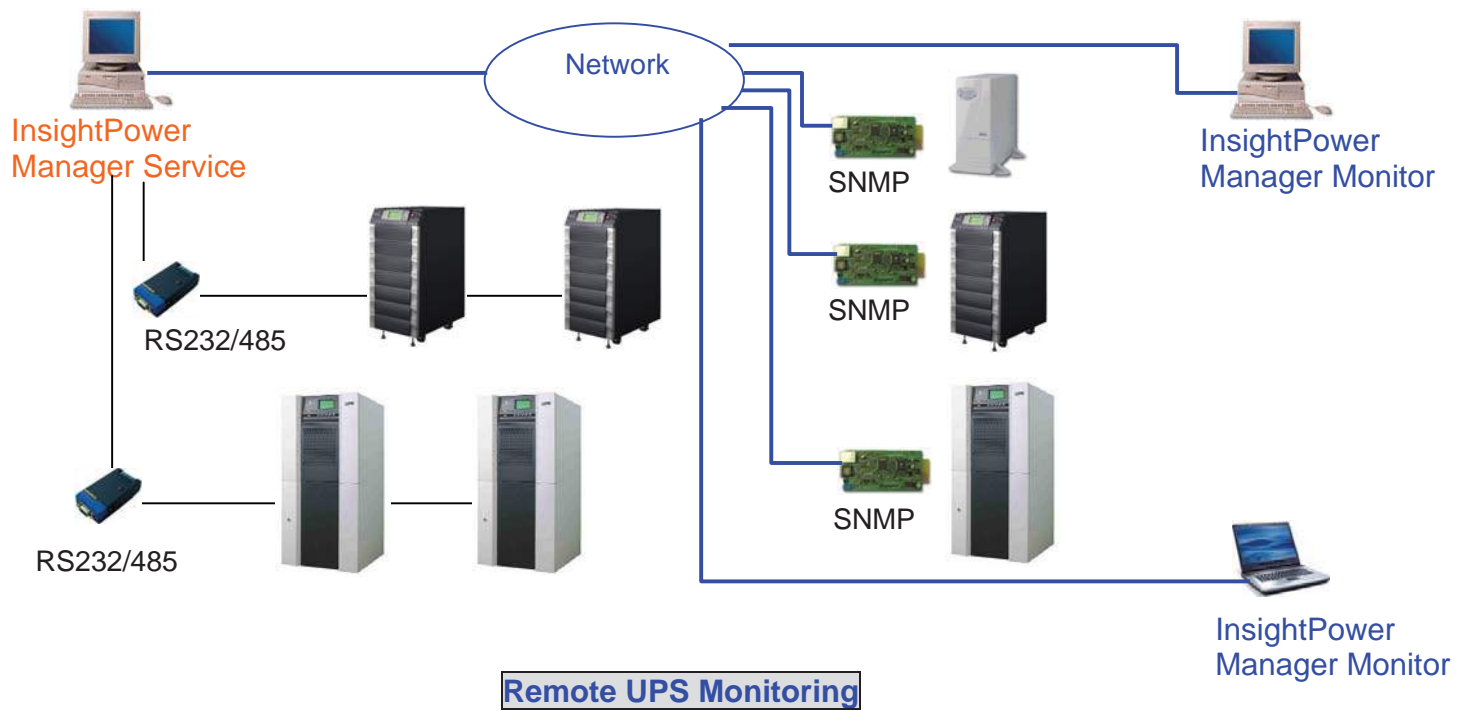 Network
InsightPower
Manager Service
InsightPower
Manager Monitor
SNMP
RS232/485
SNMP
RS232/485
SNMP
InsightPower
Manager Monitor
Remote UPS Monitoring